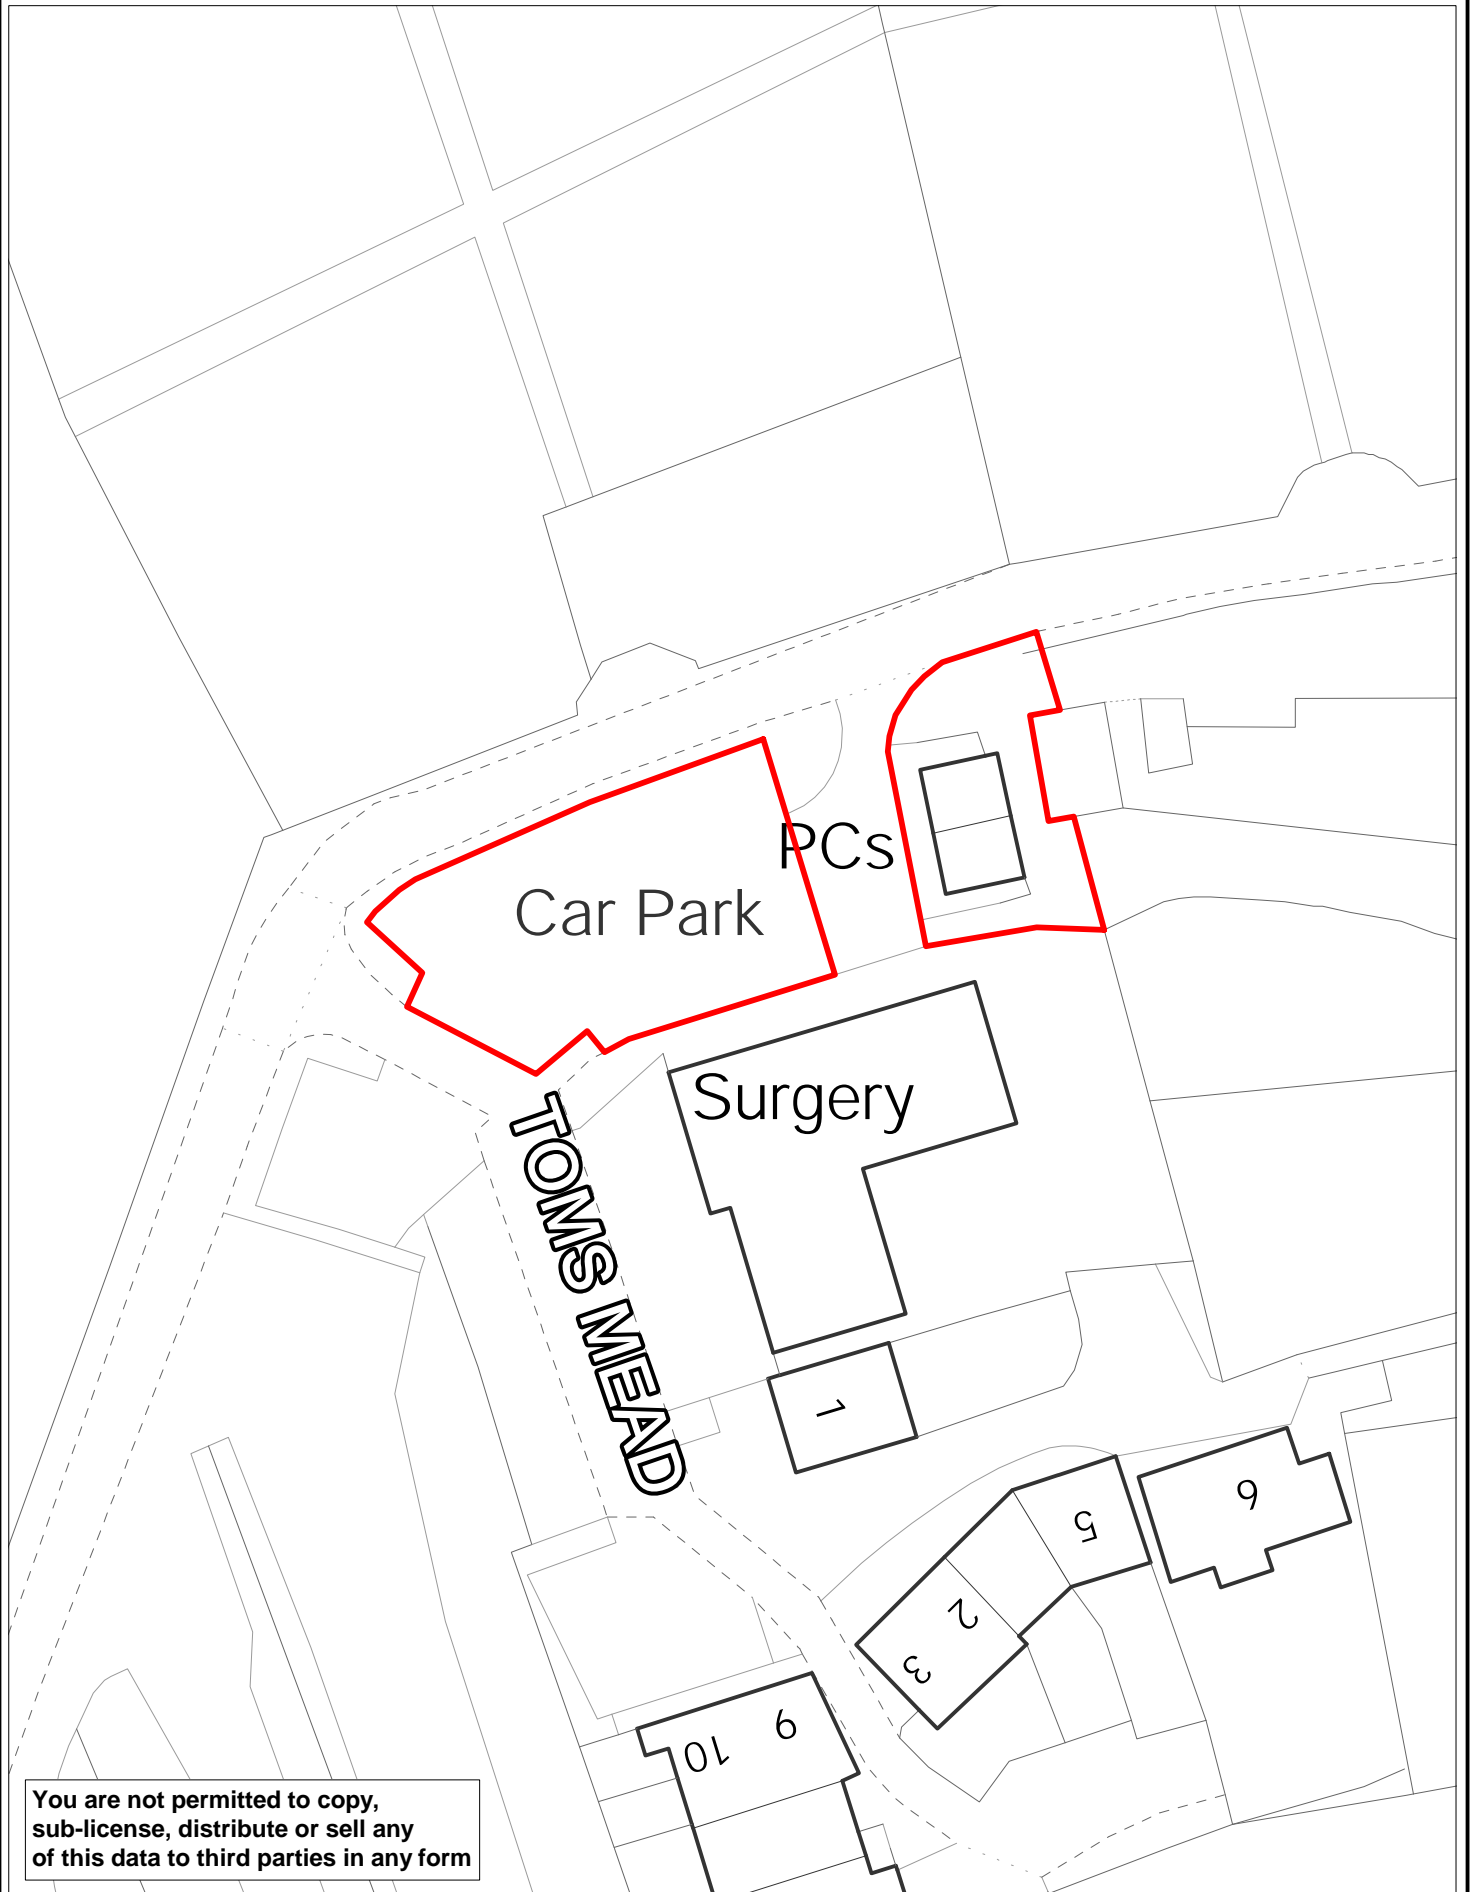 PCs
Car Park
Surgery
TOMS MEAD
1
6
5
2
3
9
10
You are not permitted to copy,
sub-license, distribute or sell any
of this data to third parties in any form